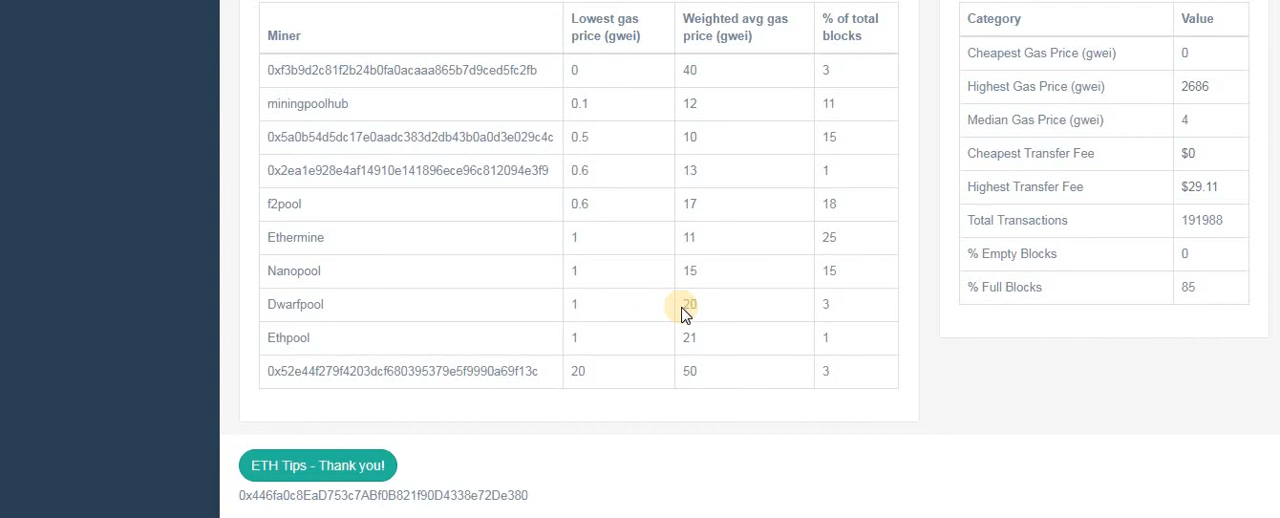 Miner Lowest gas price (gwei) Weighted avg gas price (gwei) % of total blocks
0xf3b9d2c81f2b24b0fa0acaaa865b7d9ced5fc2fb 0 40 3
miningpoolhub 0.1 12 11
0x5a0b54d5dc17e0aadc383d2db43b0a0d3e029c4c 0.5 10 15
0x2ea1e928e4af14910e141896ece96c812094e3f9 0.6 13 1
f2pool 0.6 17 18
Ethermine 1 11 25
Nanopool 1 15 15
Dwarfpool 1 20 3
Ethpool 1 21 1
0x52e44f279f4203dcf680395379e5f9990a69f13c 20 50 3
Category Value
Cheapest Gas Price (gwei) 0
Highest Gas Price (gwei) 2686
Median Gas Price (gwei) 4
Cheapest Transfer Fee $0
Highest Transfer Fee $29.11
Total Transactions 191988
% Empty Blocks 0
% Full Blocks 85
ETH Tips - Thank you!
0x446fa0c8EaD753c7ABf0B821f90D4338e72De380